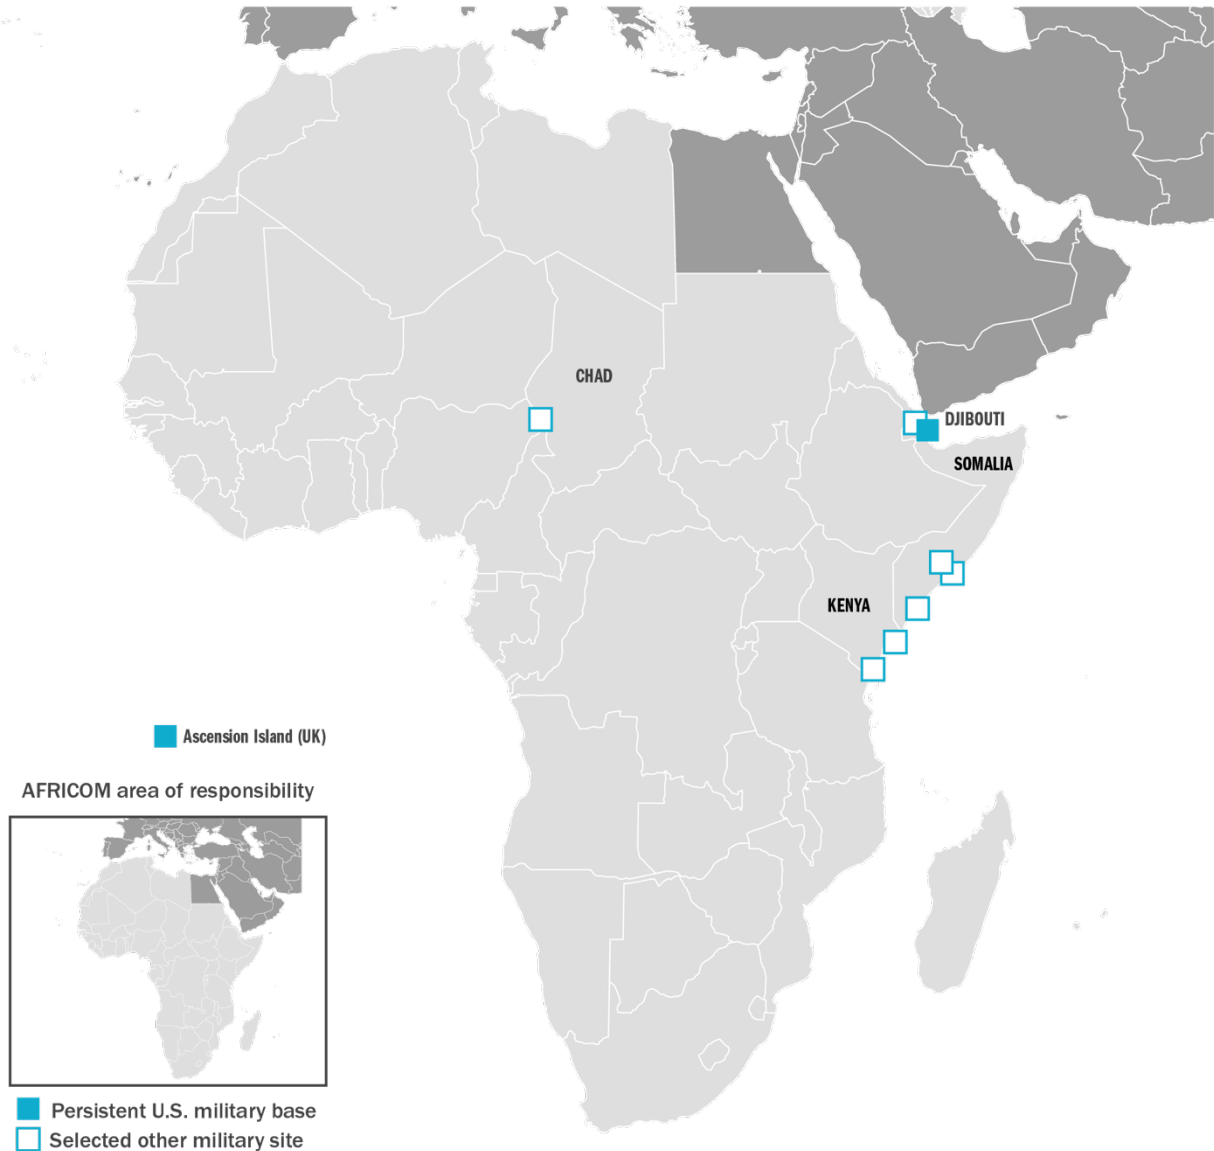 CHAD
DJIBOUTI
SOMALIA
KENYA
Ascension Island (UK)
AFRICOM area of responsibility
Persistent U.S. military base
Selected other military site